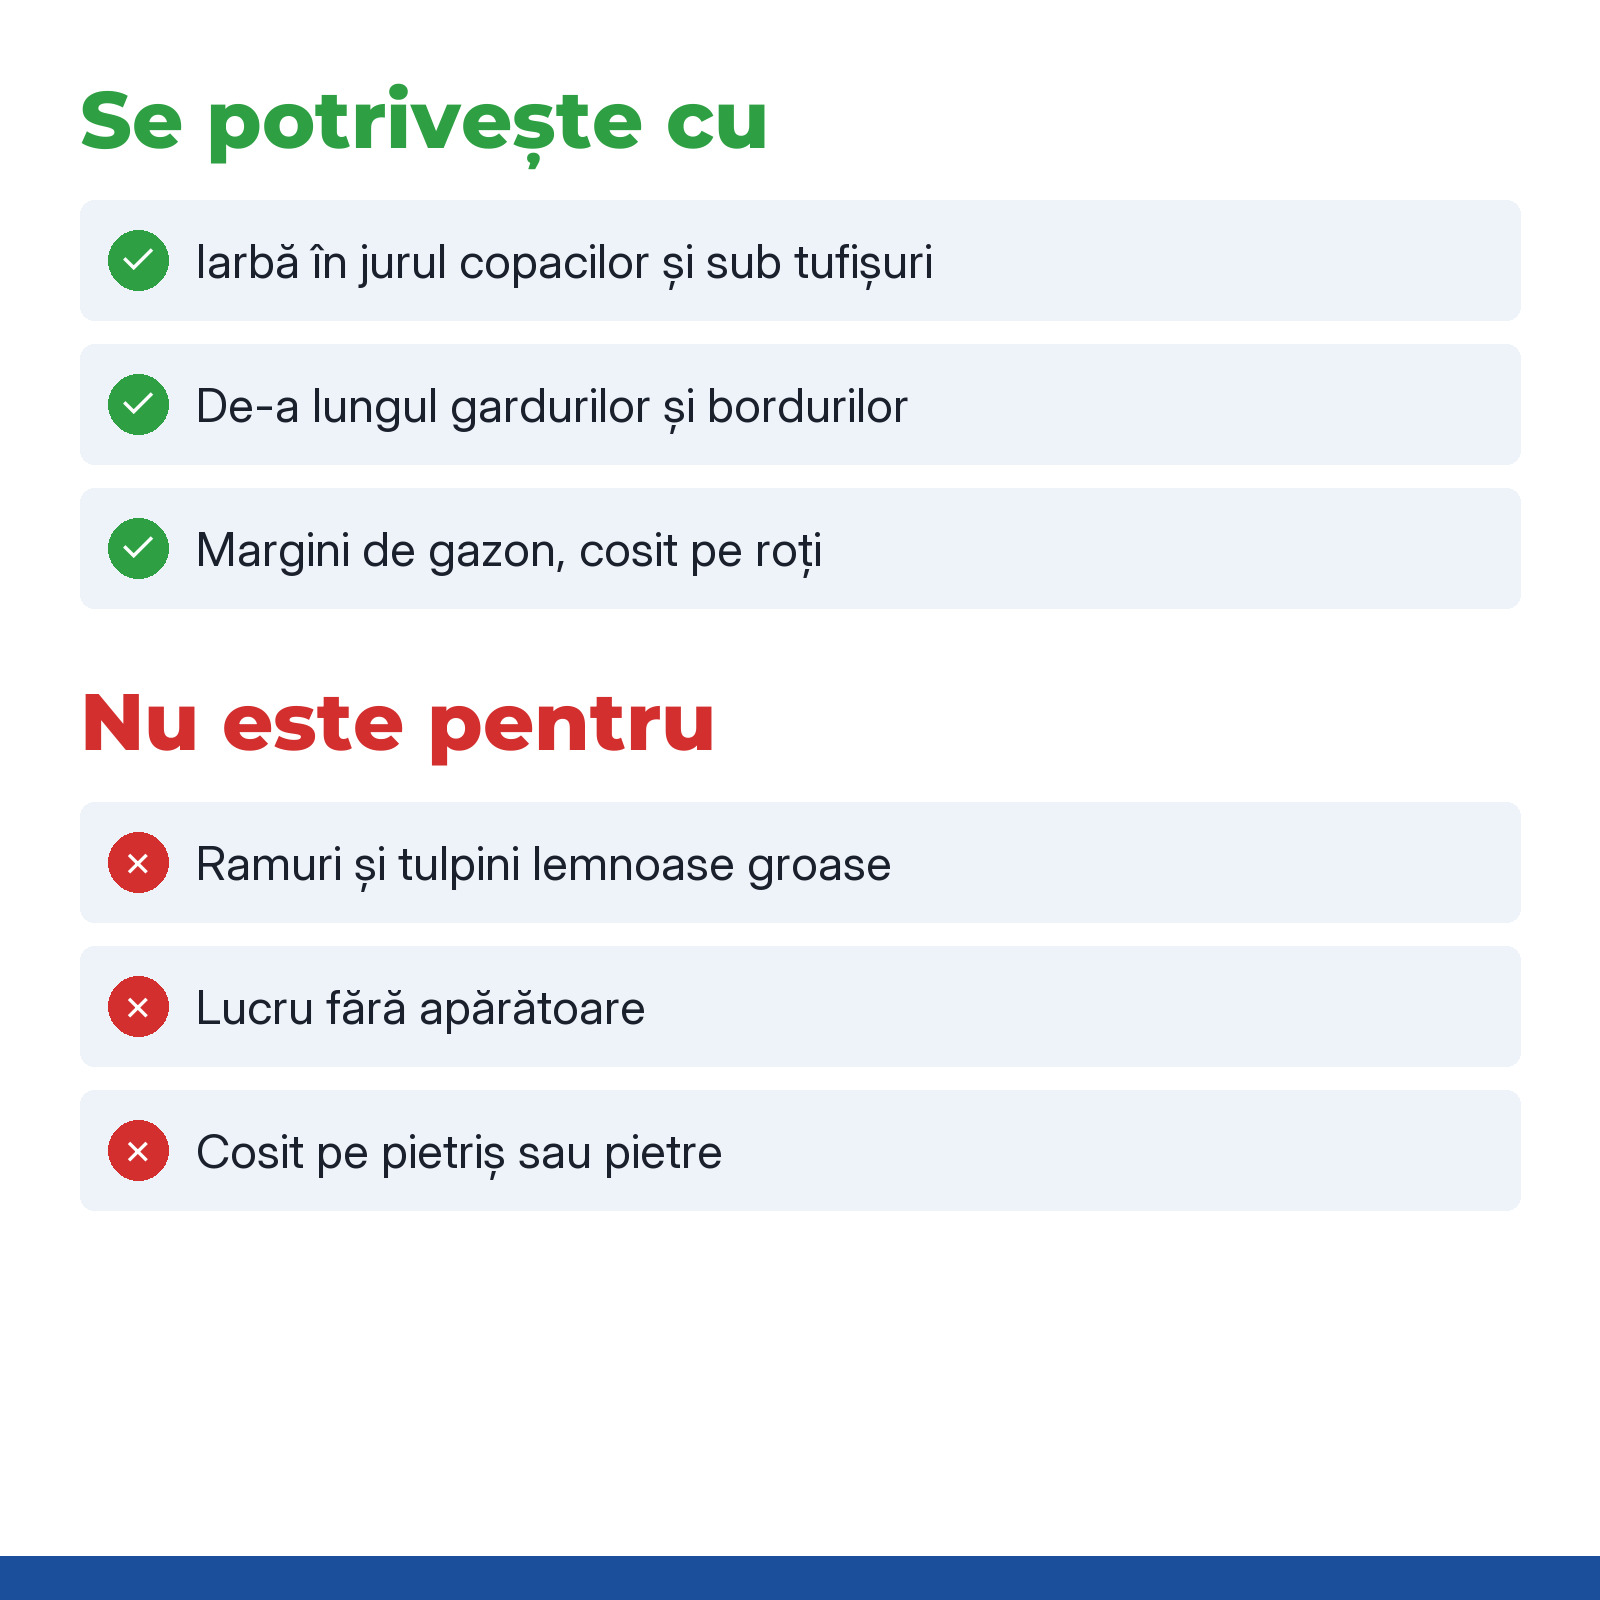 Se potrivește cu
Iarbă în jurul copacilor și sub tufișuri
De-a lungul gardurilor și bordurilor
Margini de gazon, cosit pe roți
Nu este pentru
Ramuri și tulpini lemnoase groase
Lucru fără apărătoare
Cosit pe pietriș sau pietre